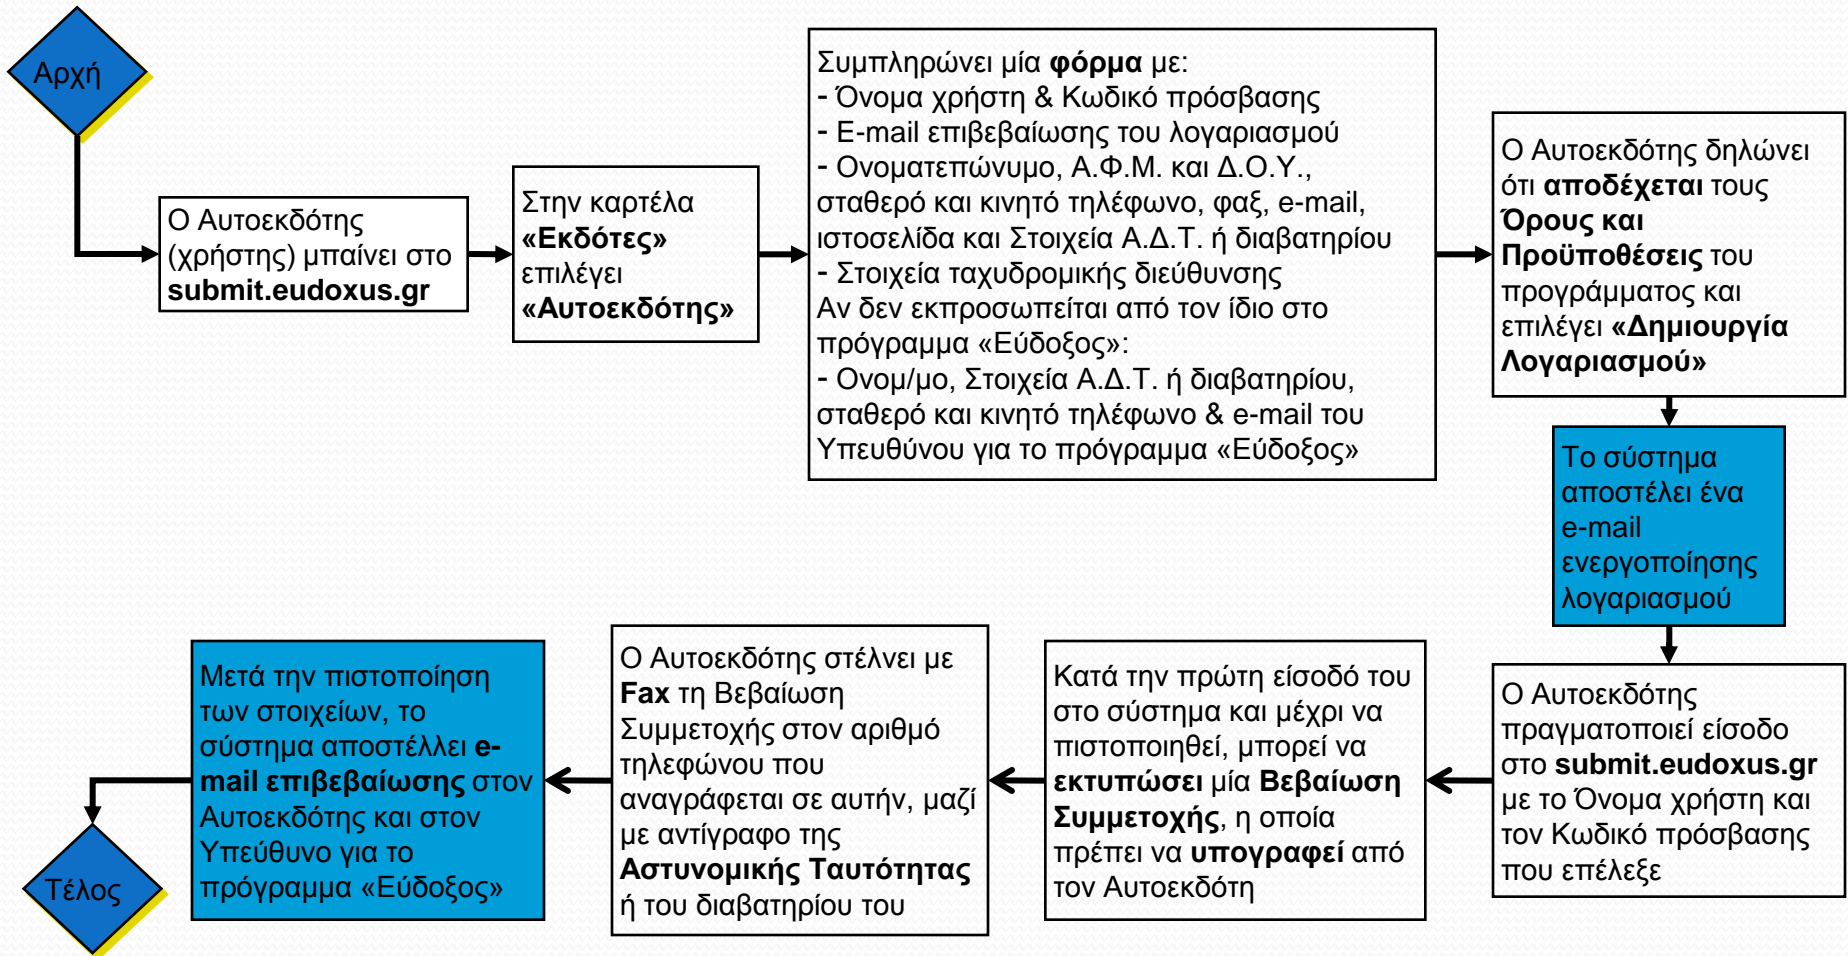 Αρχή
Ο Αυτοεκδότης
(χρήστης) μπαίνει στο
submit.eudoxus.gr
Στην καρτέλα
«Εκδότες»
επιλέγει
«Αυτοεκδότης»
Συμπληρώνει μία φόρμα με:
- Όνομα χρήστη & Κωδικό πρόσβασης
- E-mail επιβεβαίωσης του λογαριασμού
- Ονοματεπώνυμο, Α.Φ.Μ. και Δ.Ο.Υ.,
σταθερό και κινητό τηλέφωνο, φαξ, e-mail,
ιστοσελίδα και Στοιχεία Α.Δ.Τ. ή διαβατηρίου
- Στοιχεία ταχυδρομικής διεύθυνσης
Αν δεν εκπροσωπείται από τον ίδιο στο
πρόγραμμα «Εύδοξος»:
- Ονομ/μο, Στοιχεία Α.Δ.Τ. ή διαβατηρίου,
σταθερό και κινητό τηλέφωνο & e-mail του
Υπευθύνου για το πρόγραμμα «Εύδοξος»
Ο Αυτοεκδότης δηλώνει
ότι αποδέχεται τους
Όρους και
Προϋποθέσεις του
προγράμματος και
επιλέγει «Δημιουργία
Λογαριασμού»
Το σύστημα
αποστέλει ένα
e-mail
ενεργοποίησης
λογαριασμού
Ο Αυτοεκδότης
πραγματοποιεί είσοδο
στο submit.eudoxus.gr
με το Όνομα χρήστη και
τον Κωδικό πρόσβασης
που επέλεξε
Κατά την πρώτη είσοδό του
στο σύστημα και μέχρι να
πιστοποιηθεί, μπορεί να
εκτυπώσει μία Βεβαίωση
Συμμετοχής, η οποία
πρέπει να υπογραφεί από
τον Αυτοεκδότη
Ο Αυτοεκδότης στέλνει με
Fax τη Βεβαίωση
Συμμετοχής στον αριθμό
τηλεφώνου που
αναγράφεται σε αυτήν, μαζί
με αντίγραφο της
Αστυνομικής Ταυτότητας
ή του διαβατηρίου του
Μετά την πιστοποίηση
των στοιχείων, το
σύστημα αποστέλλει e-
mail επιβεβαίωσης στον
Αυτοεκδότης και στον
Υπεύθυνο για το
πρόγραμμα «Εύδοξος»
Τέλος